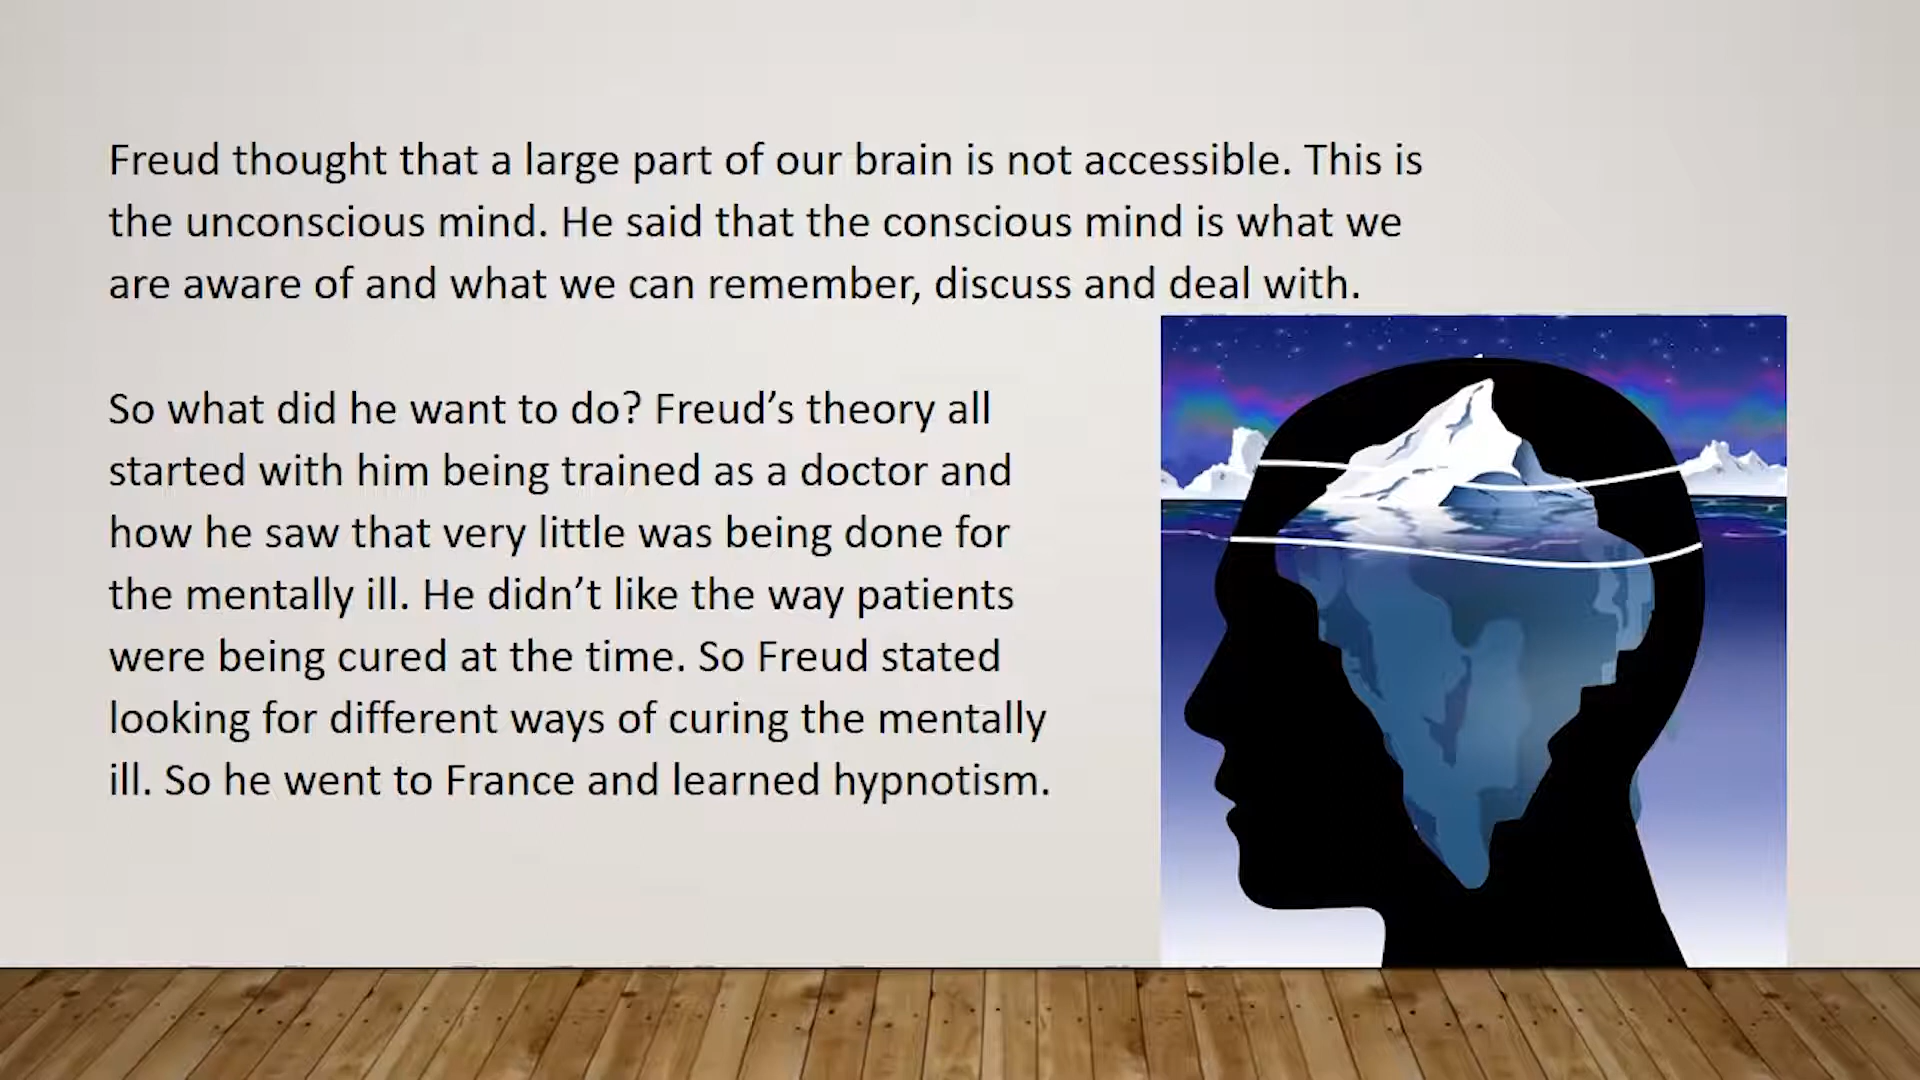 Freud thought that a large part of our brain is not accessible. This is
the unconscious mind. He said that the conscious mind is what we
are aware of and what we can remember, discuss and deal with.
So what did he want to do? Freud’s theory all
started with him being trained as a doctor and
how he saw that very little was being done for
the mentally ill. He didn’t like the way patients
were being cured at the time. So Freud stated
looking for different ways of curing the mentally
ill. So he went to France and learned hypnotism.